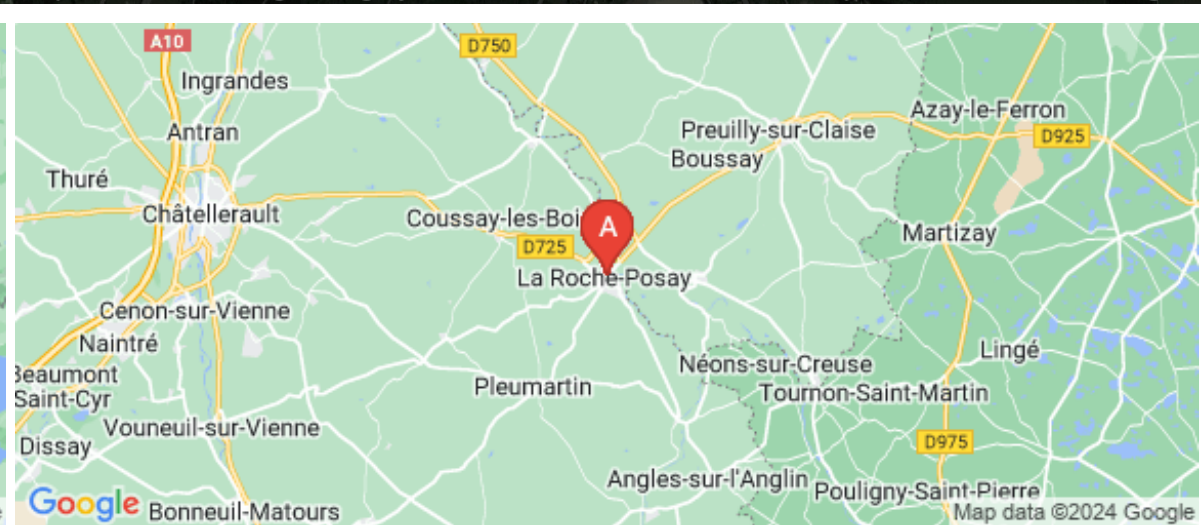 A10
D750
Ingrandes
Azay-le-Ferron
Antran
Preuilly-sur-Claise
D925
Boussay
Thuré
Châtellerault
Coussay-les-Boi
A
Martizay
D725
La Roche-Posay
Cenon-sur-Vienne
Naintré
Lingé
Néons-sur-Creuse
Beaumont
Saint-Cyr
Pleumartin
Tournon-Saint-Martin
Vouneuil-sur-Vienne
Dissay
D975
Angles-sur-l'Anglin
Pouligny-Saint-Pierre
Google
Bonneuil-Matours
Map data ©2024 Google